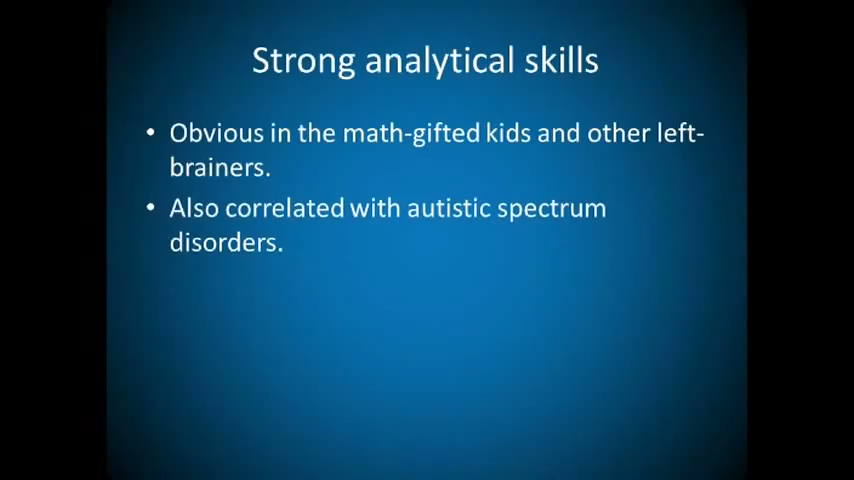 Strong analytical skills
• Obvious in the math-gifted kids and other left-
brainers.
• Also correlated with autistic spectrum
disorders.